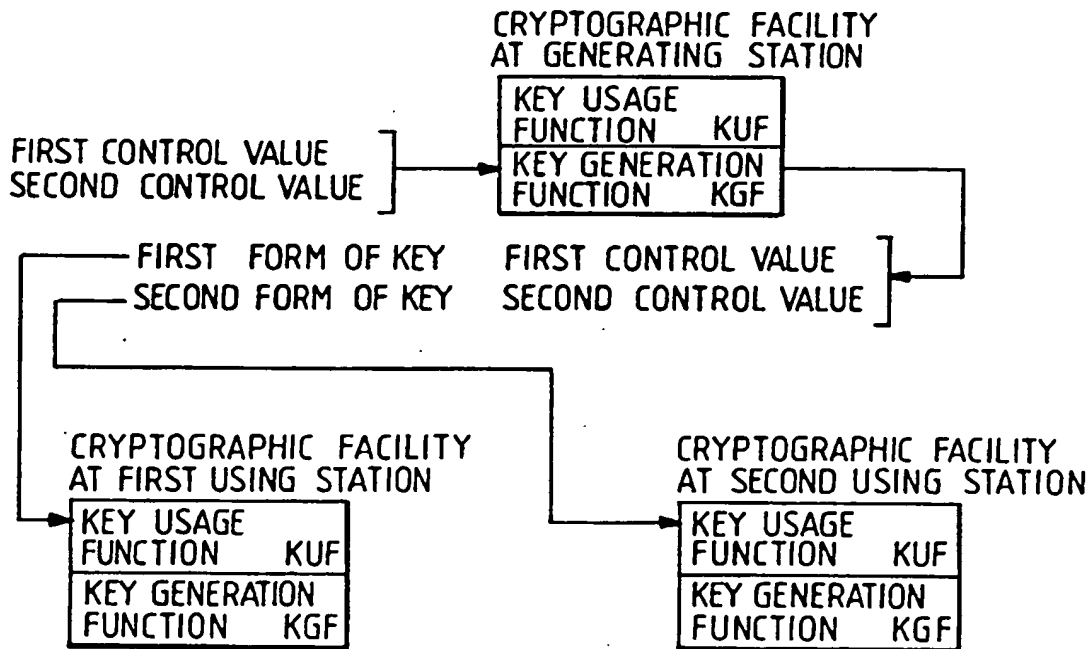 CRYPTOGRAPHIC FACILITY
AT GENERATING STATION
KEY USAGE
FUNCTION KUF
FIRST CONTROL VALUE
SECOND CONTROL VALUE
KEY GENERATION
FUNCTION KGF
FIRST FORM OF KEY
SECOND FORM OF KEY
FIRST CONTROL VALUE
SECOND CONTROL VALUE
CRYPTOGRAPHIC FACILITY
AT FIRST USING STATION
KEY USAGE
FUNCTION KUF
KEY GENERATION
FUNCTION KGF
CRYPTOGRAPHIC FACILITY
AT SECOND USING STATION
KEY USAGE
FUNCTION KUF
KEY GENERATION
FUNCTION KGF